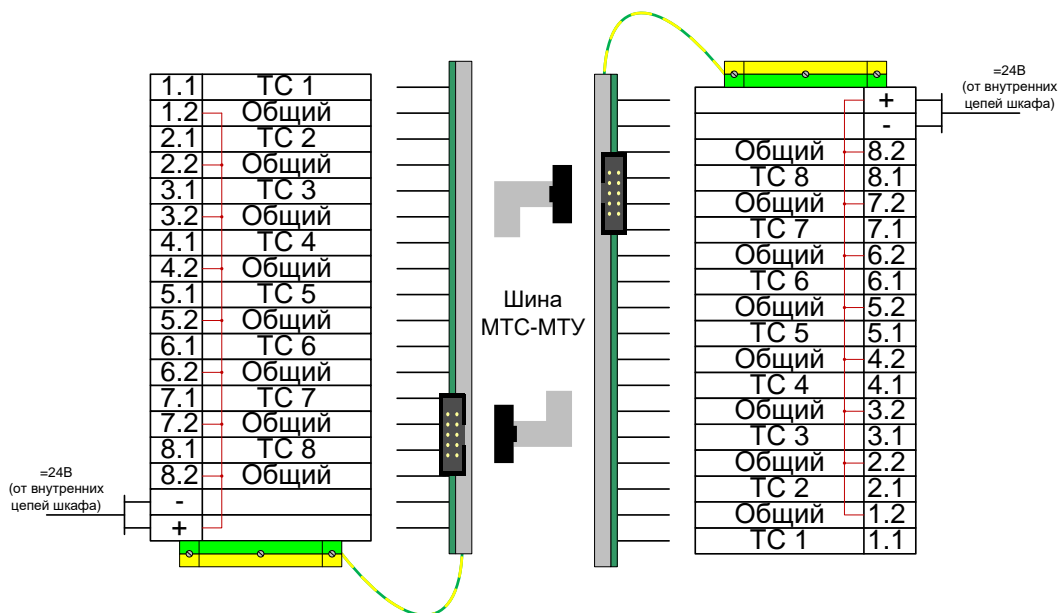 1.1 ТС 1
1.2 Общий
2.1 ТС 2
2.2 Общий
3.1 ТС 3
3.2 Общий
4.1 ТС 4
4.2 Общий
5.1 ТС 5
5.2 Общий
6.1 ТС 6
6.2 Общий
7.1 ТС 7
7.2 Общий
8.1 ТС 8
8.2 Общий
-
+
=24В
(от внутренних
цепей шкафа)
Шина
МТС-МТУ
+
-
Общий 8.2
ТС 8 8.1
Общий 7.2
ТС 7 7.1
Общий 6.2
ТС 6 6.1
Общий 5.2
ТС 5 5.1
Общий 4.2
ТС 4 4.1
Общий 3.2
ТС 3 3.1
Общий 2.2
ТС 2 2.1
Общий 1.2
ТС 1 1.1
=24В
(от внутренних
цепей шкафа)